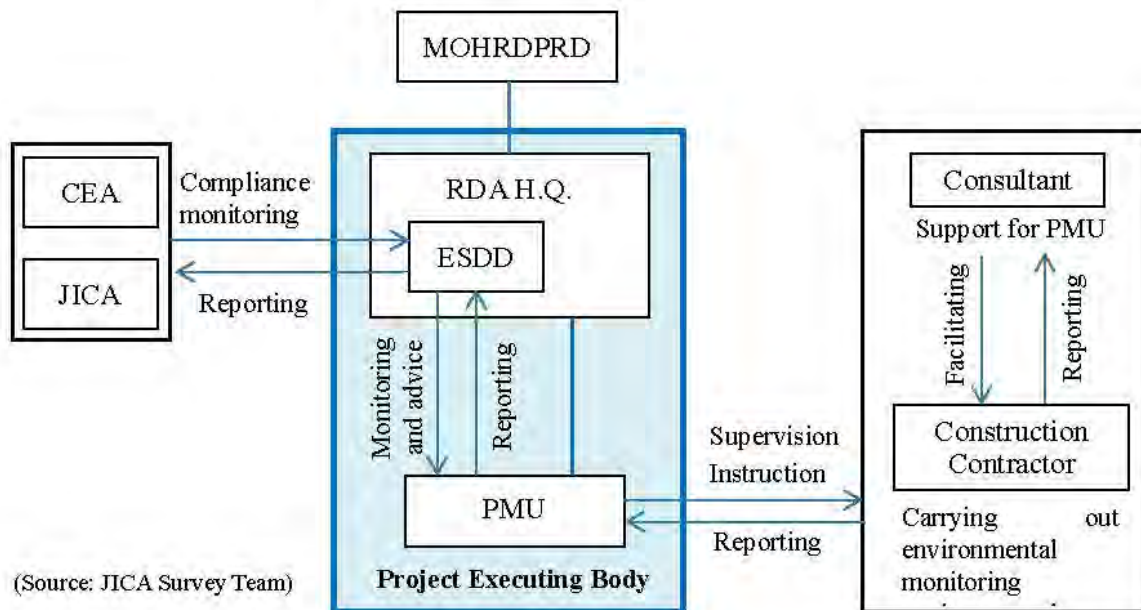 MOHRDPRD
CEA
JICA
Compliance
monitoring
Reporting
RDA H.Q.
ESDD
Monitoring
and advice
Reporting
PMU
Project Executing Body
Supervision
Instruction
Reporting
Consultant
Support for PMU
Facilitating
Reporting
Construction
Contractor
Carrying out
environmental
monitoring
(Source: JICA Survey Team)